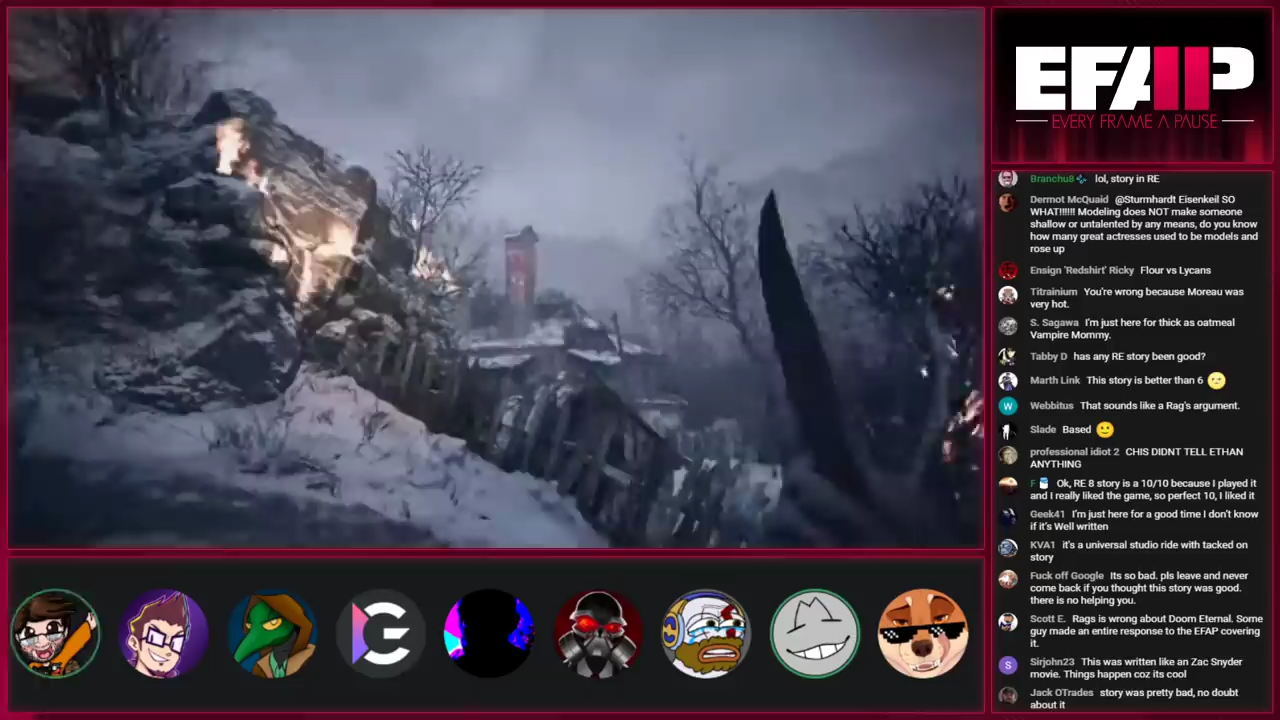 EFAP
EVERY FRAME A PAUSE
Branchu8 lol, story in RE
Dermot McQuaid @Sturmhardt Eisenkeil SO
WHAT!!!!!! Modeling does NOT make someone
shallow or untalented by any means, do you know
how many great actresses used to be models and
rose up
Ensign 'Redshirt' Ricky Flour vs Lycans
Titrainium You're wrong because Moreau was
very hot.
S. Sagawa I'm just here for thick as oatmeal
Vampire Mommy.
Tabby D has any RE story been good?
Marth Link This story is better than 6
W Webbitus That sounds like a Rag's argument.
Slade Based
professional idiot 2 CHIS DIDNT TELL ETHAN
ANYTHING
F Ok, RE 8 story is a 10/10 because I played it
and I really liked the game, so perfect 10, I liked it
Geek41 I'm just here for a good time I don't know
if it's Well written
KVA1 it's a universal studio ride with tacked on
story
Fuck off Google Its so bad. pls leave and never
come back if you thought this story was good.
there is no helping you.
Scott E. Rags is wrong about Doom Eternal. Some
guy made an entire response to the EFAP covering
it.
S Sirjohn23 This was written like an Zac Snyder
movie. Things happen coz its cool
Jack OTrades story was pretty bad, no doubt
about it
G